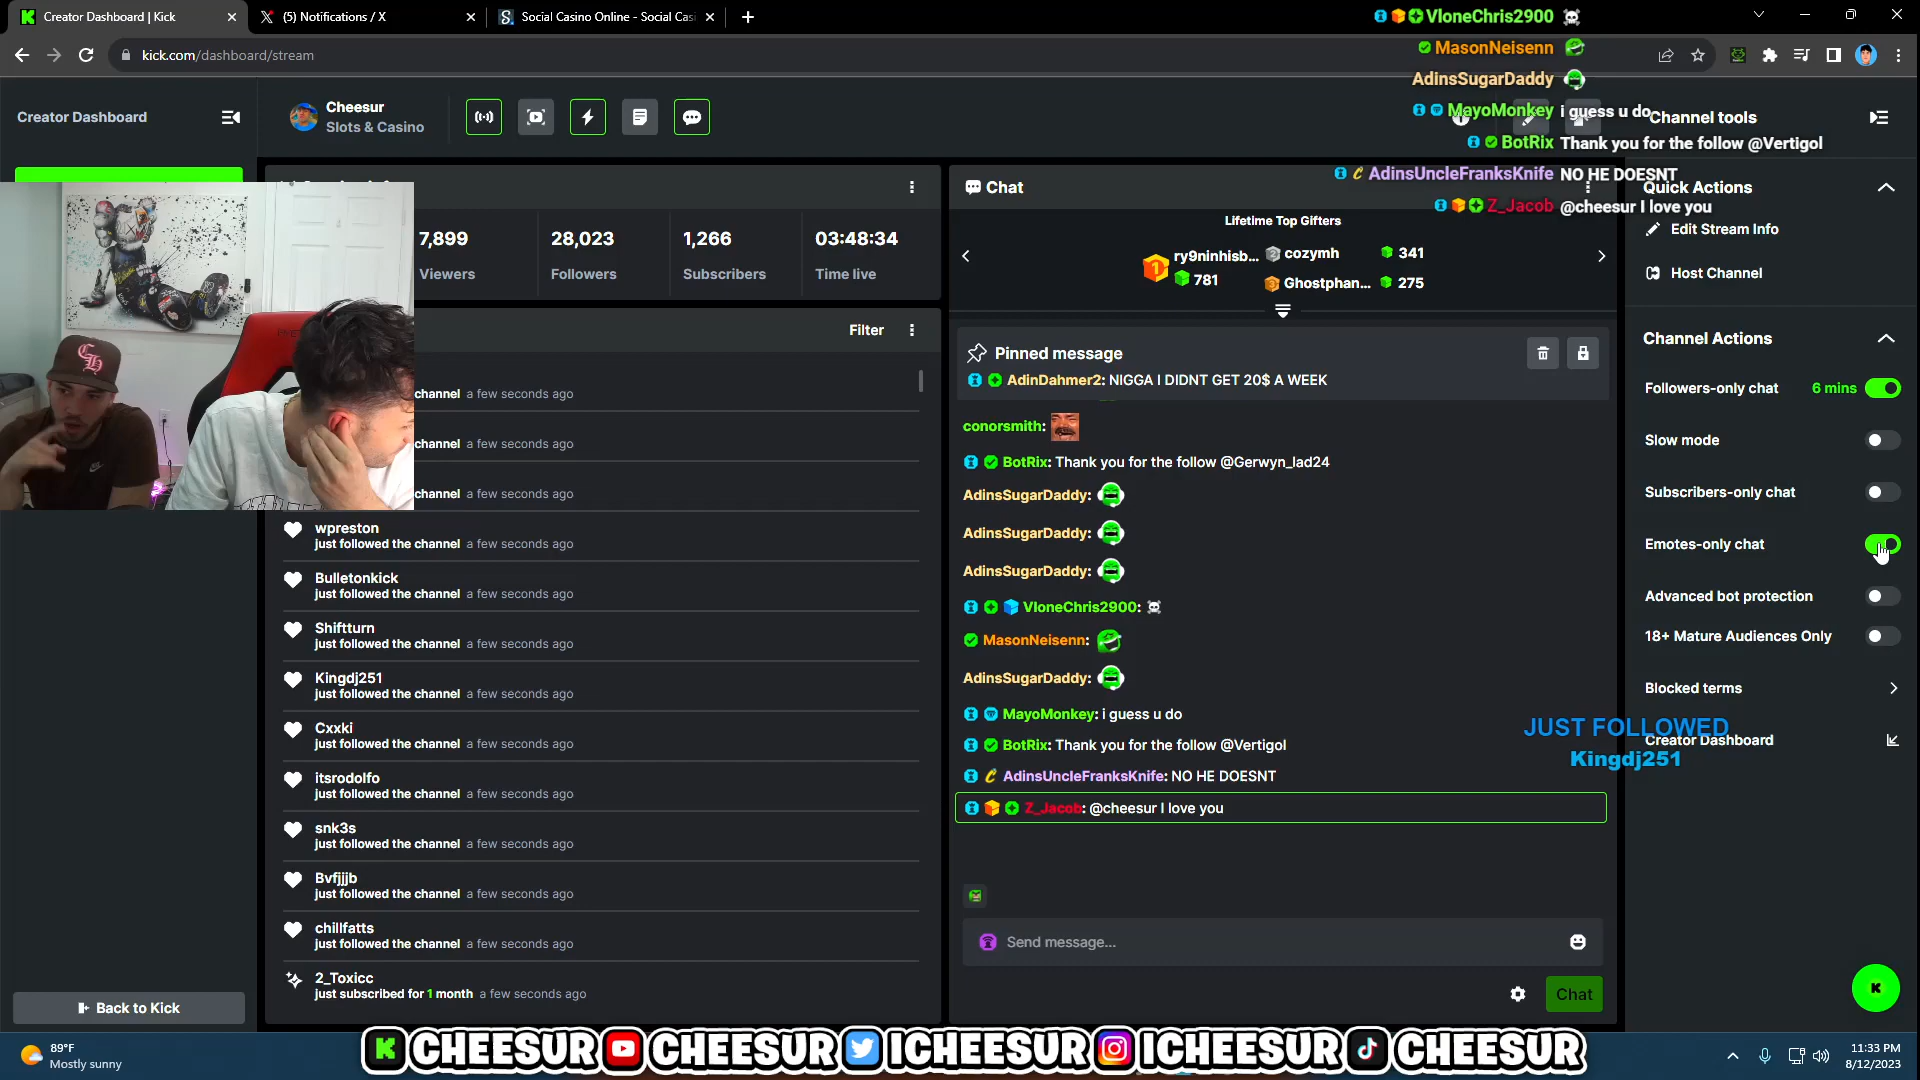 Creator Dashboard | Kick
(5) Notifications / X
Social Casino Online - Social Cas
kick.com/dashboard/stream
VloneChris2900
MasonNeisenn
AdinsSugarDaddy
MayoMonkey i guess u do
BotRix Thank you for the follow @Vertigol
AdinsUncleFranksKnife NO HE DOESNT
Z_Jacob @cheesur I love you
Creator Dashboard
Cheesur
Slots & Casino
Channel tools
7,899
Viewers
28,023
Followers
1,266
Subscribers
03:48:34
Time live
Filter
channel a few seconds ago
channel a few seconds ago
channel a few seconds ago
wpreston
just followed the channel a few seconds ago
Bulletonkick
just followed the channel a few seconds ago
Shiftturn
just followed the channel a few seconds ago
Kingdj251
just followed the channel a few seconds ago
Cxxki
just followed the channel a few seconds ago
itsrodolfo
just followed the channel a few seconds ago
snk3s
just followed the channel a few seconds ago
Bvfjjjb
just followed the channel a few seconds ago
chillfatts
just followed the channel a few seconds ago
2_Toxicc
just subscribed for 1 month a few seconds ago
Back to Kick
Chat
Lifetime Top Gifters
ry9ninhisb...
781
cozymh 341
Ghostphan... 275
Pinned message
AdinDahmer2: NIGGA I DIDNT GET 20$ A WEEK
conorsmith:
BotRix: Thank you for the follow @Gerwyn_lad24
AdinsSugarDaddy:
AdinsSugarDaddy:
AdinsSugarDaddy:
VloneChris2900:
MasonNeisenn:
AdinsSugarDaddy:
MayoMonkey: i guess u do
BotRix: Thank you for the follow @Vertigol
AdinsUncleFranksKnife: NO HE DOESNT
Z_Jacob: @cheesur I love you
Send message...
Chat
Quick Actions
Edit Stream Info
Host Channel
Channel Actions
Followers-only chat 6 mins
Slow mode
Subscribers-only chat
Emotes-only chat
Advanced bot protection
18+ Mature Audiences Only
Blocked terms
JUST FOLLOWED
Creator Dashboard
Kingdj251
CHEESUR CHEESUR ICHEESUR ICHEESUR CHEESUR
89°F
Mostly sunny
11:33 PM
8/12/2023